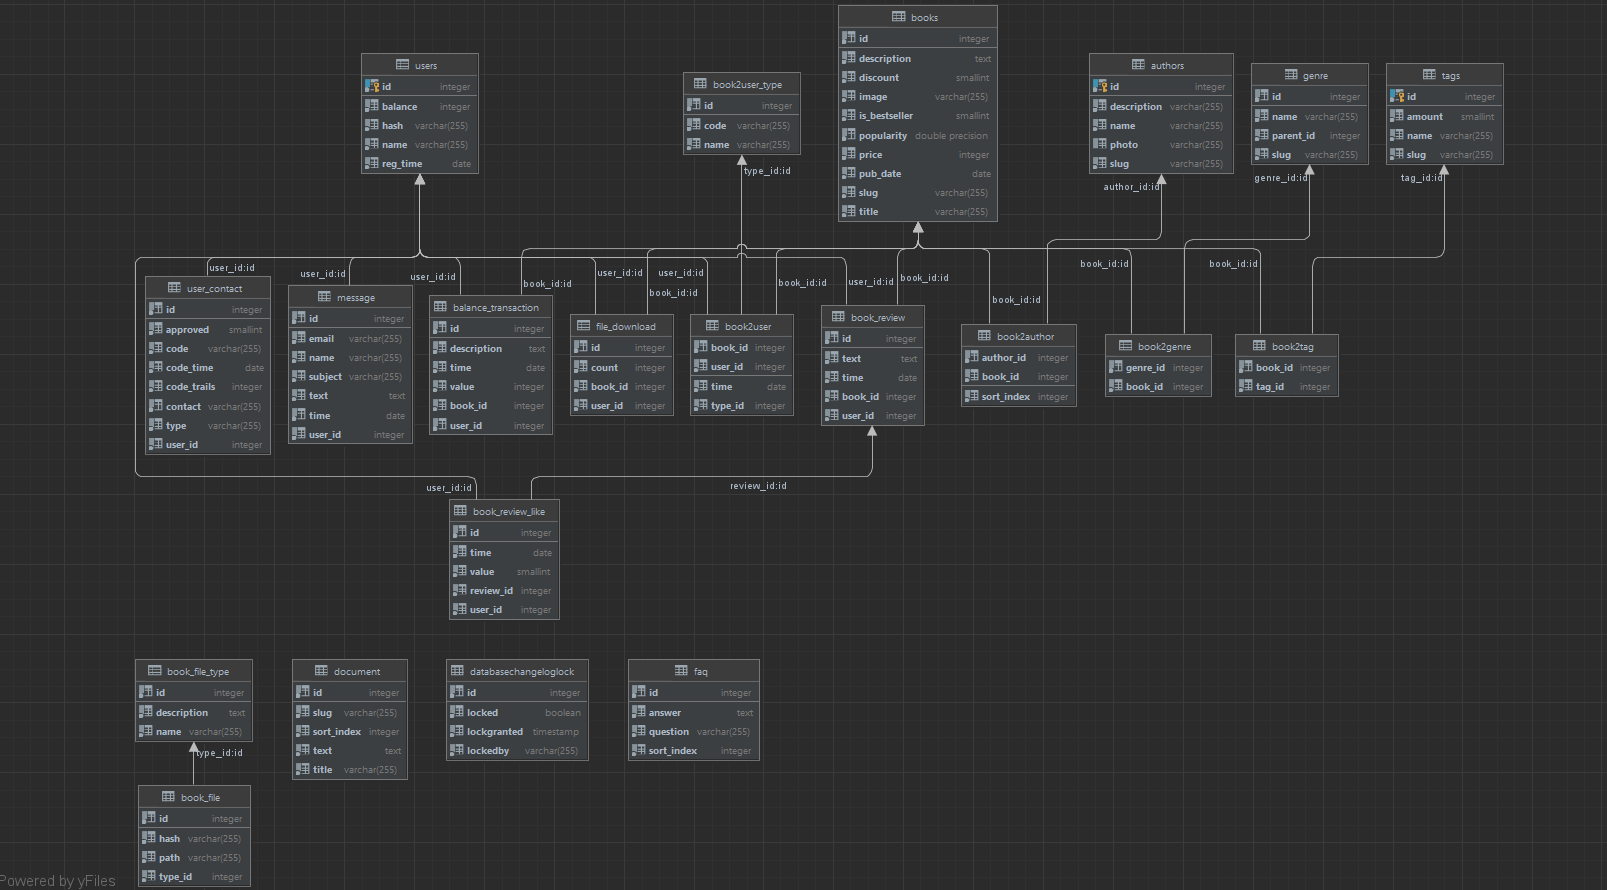 books
id integer
description text
discount smallint
image varchar(255)
is_bestseller smallint
popularity double precision
price integer
pub_date date
slug varchar(255)
title varchar(255)
users
id integer
balance integer
hash varchar(255)
name varchar(255)
reg_time date
book2user_type
id integer
code varchar(255)
name varchar(255)
type_id:id
authors
id integer
description varchar(255)
name varchar(255)
photo varchar(255)
slug varchar(255)
author_id:id
genre
id integer
name varchar(255)
parent_id integer
slug varchar(255)
genre_id:id
tags
id integer
amount smallint
name varchar(255)
slug varchar(255)
tag_id:id
user_id:id
user_id:id
user_id:id
book_id:id
user_id:id
book_id:id
user_id:id
book_id:id
user_id:id
book_id:id
book_id:id
book_id:id
book_id:id
user_contact
id integer
approved smallint
code varchar(255)
code_time date
code_trails integer
contact varchar(255)
type varchar(255)
user_id integer
message
id integer
email varchar(255)
name varchar(255)
subject varchar(255)
text text
time date
user_id integer
balance_transaction
id integer
description text
time date
value integer
book_id integer
user_id integer
file_download
id integer
count integer
book_id integer
user_id integer
book2user
book_id integer
user_id integer
time date
type_id integer
book_review
id integer
text text
time date
book_id integer
user_id integer
book2author
author_id integer
book_id integer
sort_index integer
book2genre
genre_id integer
book_id integer
book2tag
book_id integer
tag_id integer
user_id:id
review_id:id
book_review_like
id integer
time date
value smallint
review_id integer
user_id integer
book_file_type
id integer
description text
name varchar(255)
type_id:id
document
id integer
slug varchar(255)
sort_index integer
text text
title varchar(255)
databasechangeloglock
id integer
locked boolean
lockgranted timestamp
lockedby varchar(255)
faq
id integer
answer text
question varchar(255)
sort_index integer
book_file
id integer
hash varchar(255)
path varchar(255)
type_id integer
Powered by yFiles